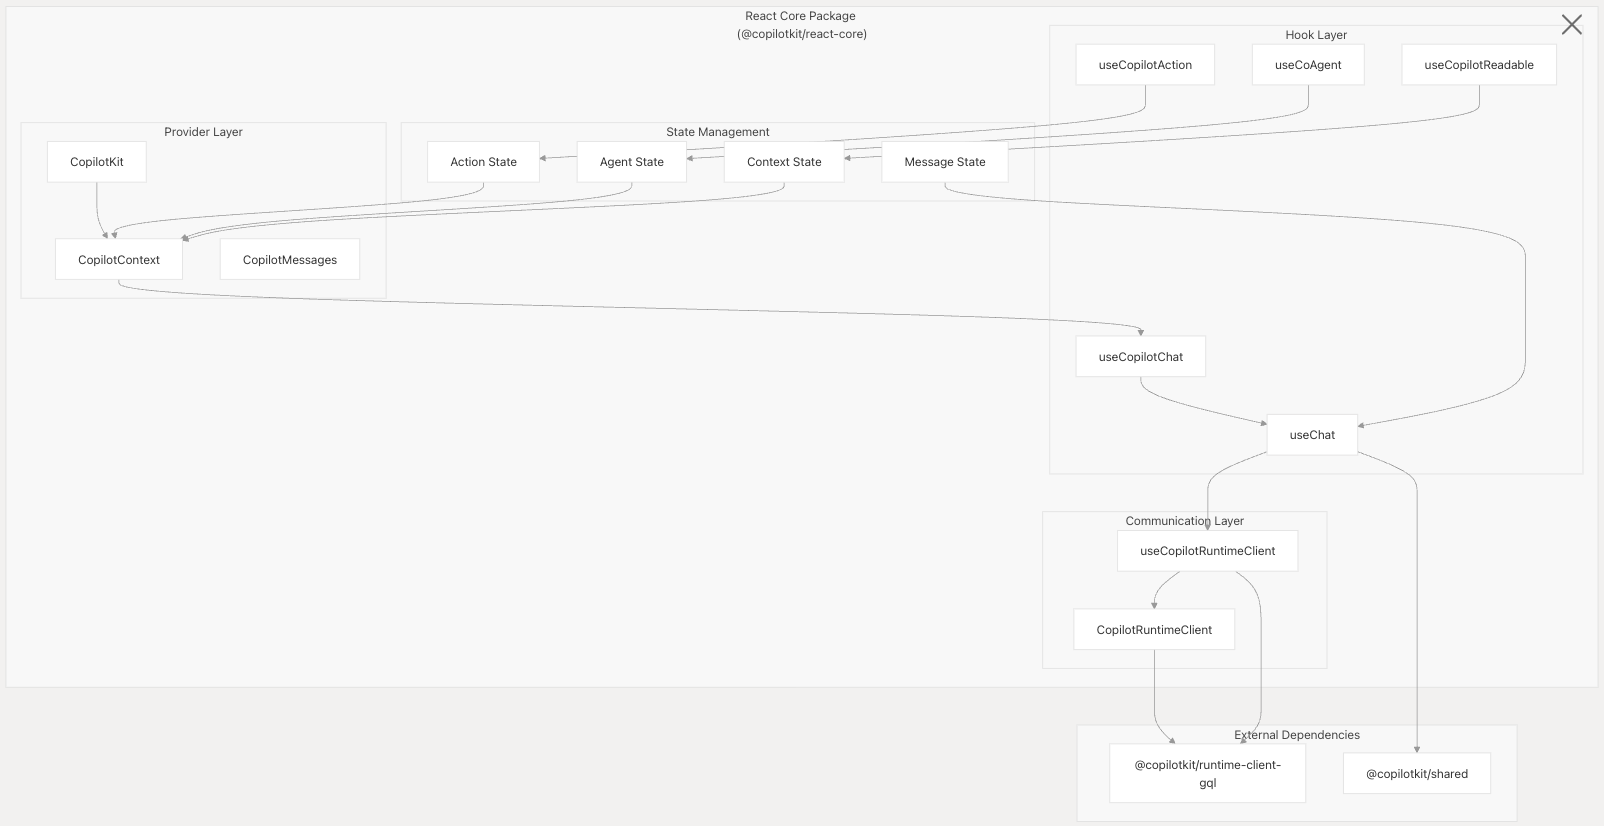 React Core Package
(@copilotkit/react-core)
Hook Layer
useCopilotAction
useCoAgent
useCopilotReadable
Provider Layer
State Management
CopilotKit
Action State
Agent State
Context State
Message State
CopilotContext
CopilotMessages
useCopilotChat
useChat
Communication Layer
useCopilotRuntimeClient
CopilotRuntimeClient
External Dependencies
@copilotkit/runtime-client-
gql
@copilotkit/shared